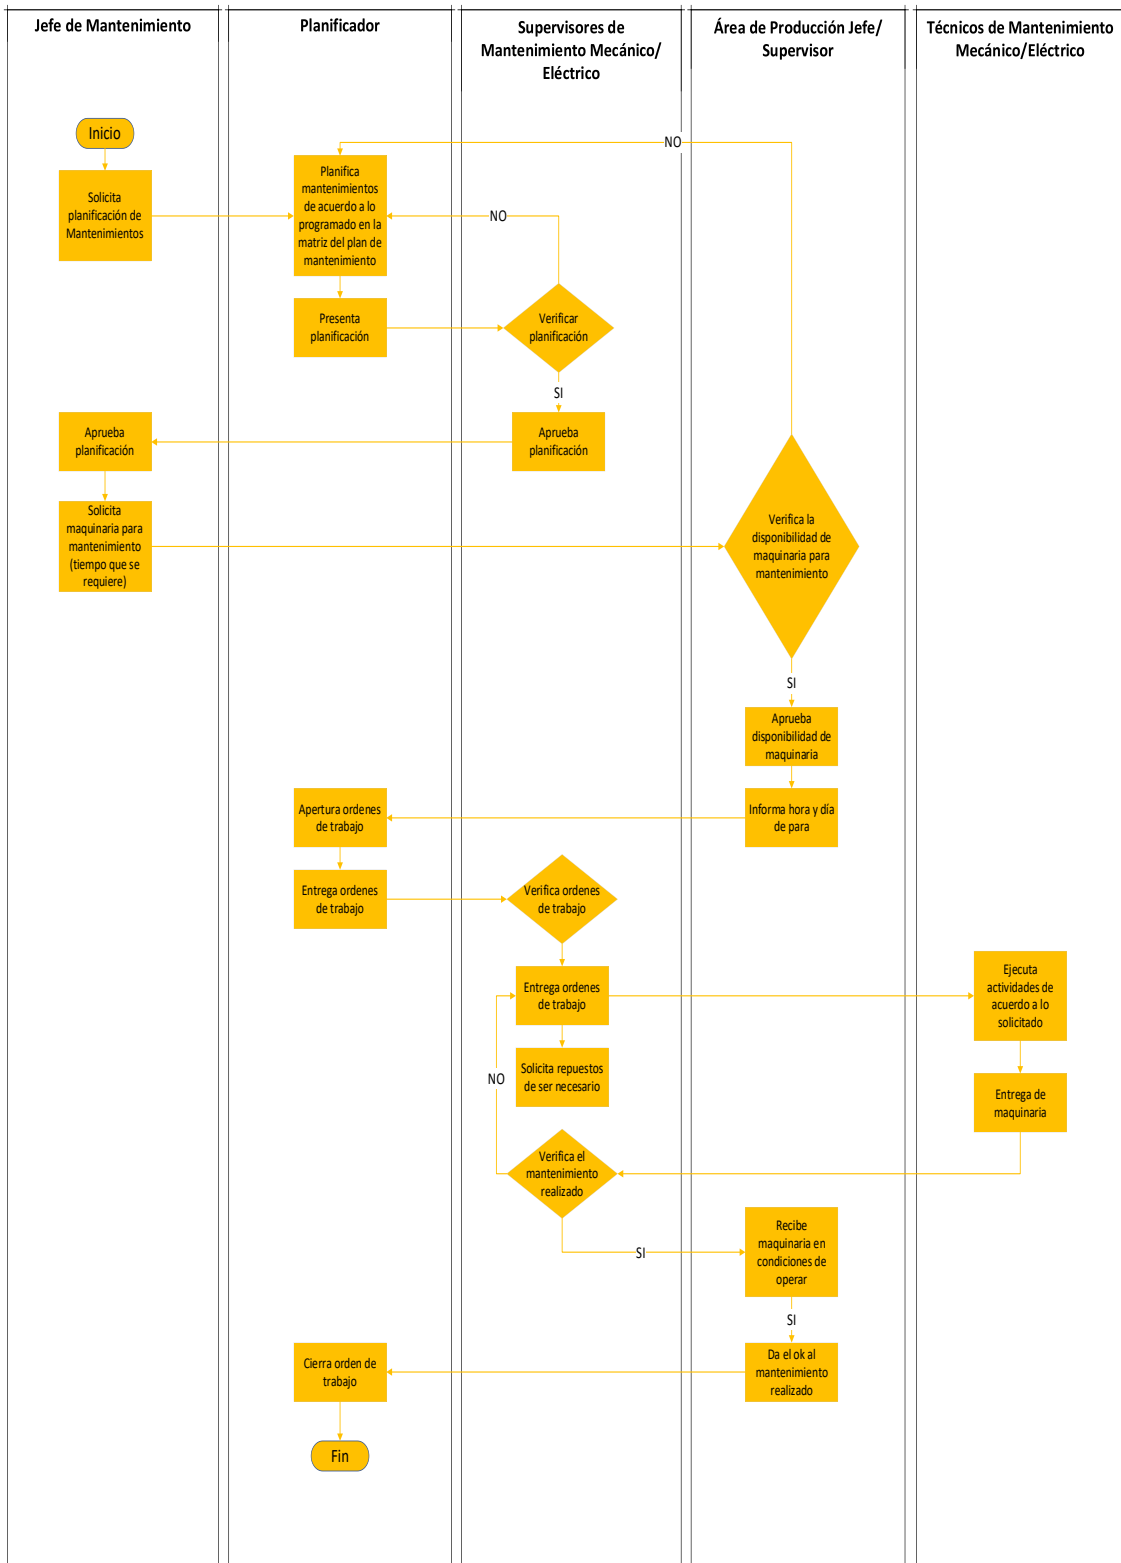 Jefe de Mantenimiento
Planificador
Supervisores de
Mantenimiento Mecánico/
Eléctrico
Área de Producción Jefe/
Supervisor
Técnicos de Mantenimiento
Mecánico/Eléctrico
Inicio
NO
Solicita
planificación de
Mantenimientos
Planifica
mantenimientos
de acuerdo a lo
programado en la
matriz del plan de
mantenimiento
NO
Presenta
planificación
Verificar
planificación
SI
Aprueba
planificación
Aprueba
planificación
Solicita
maquinaria para
mantenimiento
(tiempo que se
requiere)
Verifica la
disponibilidad de
maquinaria para
mantenimiento
SI
Aprueba
disponibilidad de
maquinaria
Informa hora y día
de para
Apertura ordenes
de trabajo
Entrega ordenes
de trabajo
Verifica ordenes
de trabajo
Entrega ordenes
de trabajo
Ejecuta
actividades de
acuerdo a lo
solicitado
Solicita repuestos
de ser necesario
NO
Entrega de
maquinaria
Verifica el
mantenimiento
realizado
SI
Recibe
maquinaria en
condiciones de
operar
SI
Da el ok al
mantenimiento
realizado
Cierra orden de
trabajo
Fin